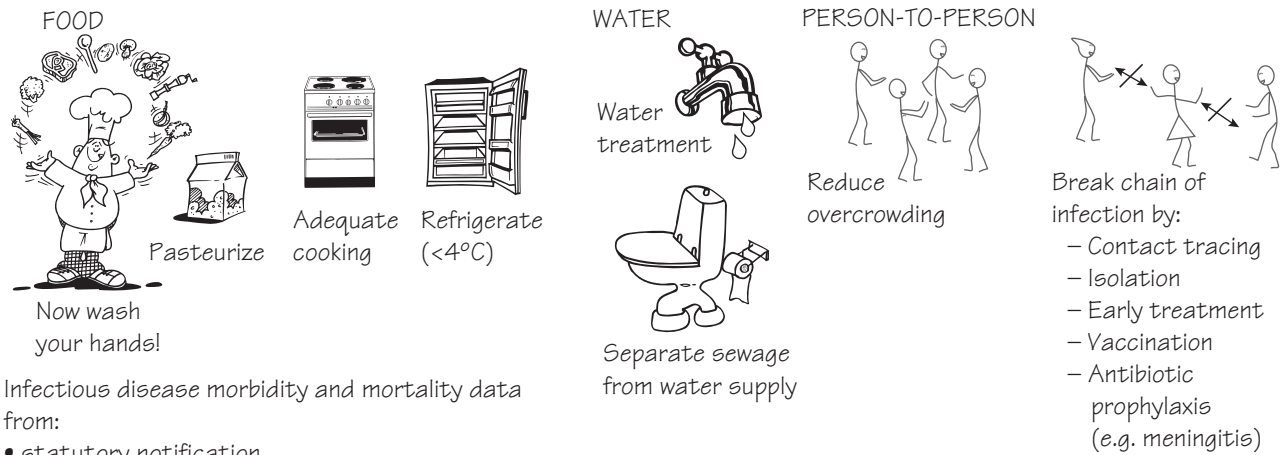 FOOD
Pasteurize
Adequate
cooking
Refrigerate
(<4°C)
Now wash
your hands!
WATER
Water
treatment
Separate sewage
from water supply
PERSON-TO-PERSON
Reduce
overcrowding
Break chain of
infection by:
– Contact tracing
– Isolation
– Early treatment
– Vaccination
– Antibiotic
prophylaxis
(e.g. meningitis)
Infectious disease morbidity and mortality data
from:
• statutory notification